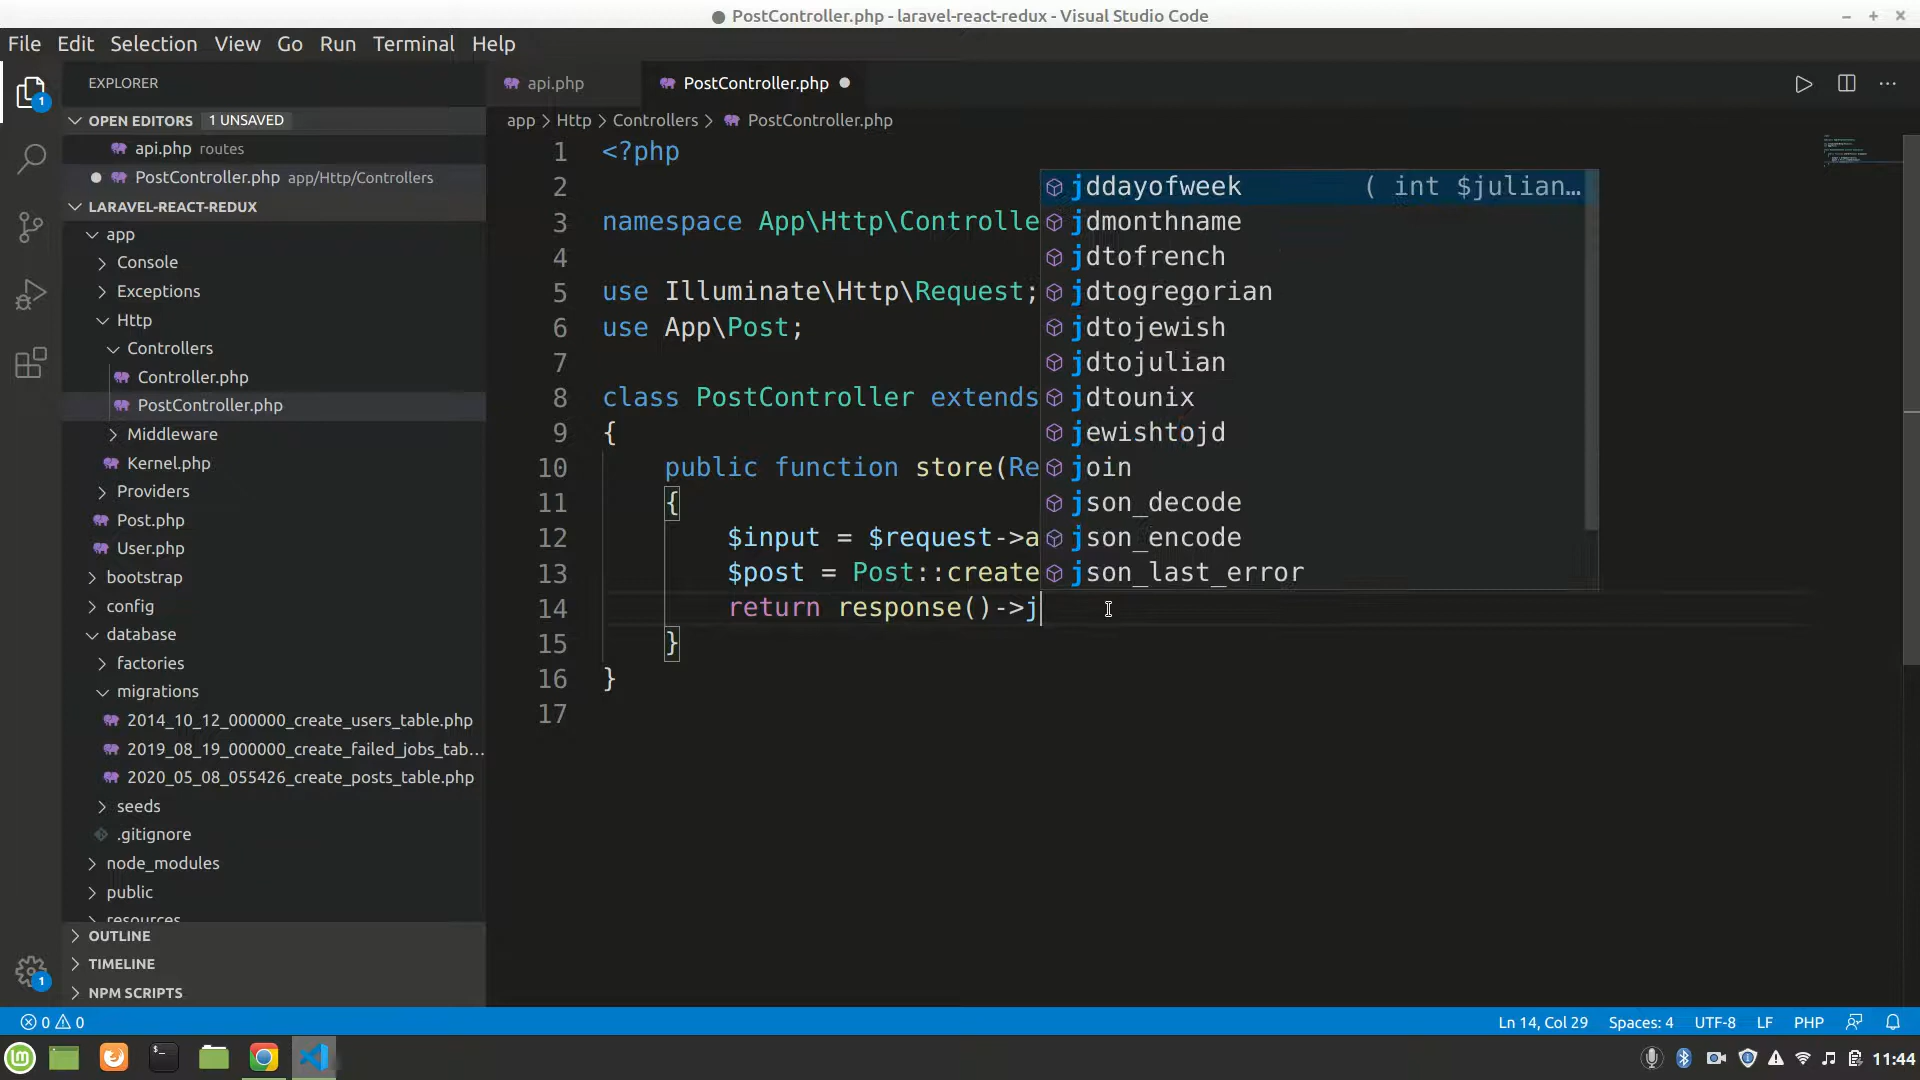 PostController.php - laravel-react-redux - Visual Studio Code
File Edit Selection View Go Run Terminal Help
EXPLORER
OPEN EDITORS 1 UNSAVED
api.php routes
PostController.php app/Http/Controllers
LARAVEL-REACT-REDUX
app
Console
Exceptions
Http
Controllers
Controller.php
PostController.php
Middleware
Kernel.php
Providers
Post.php
User.php
bootstrap
config
database
factories
migrations
2014_10_12_000000_create_users_table.php
2019_08_19_000000_create_failed_jobs_tab...
2020_05_08_055426_create_posts_table.php
seeds
.gitignore
node_modules
public
resources
OUTLINE
TIMELINE
NPM SCRIPTS
1
1
api.php PostController.php
app > Http > Controllers > PostController.php
1 <?php
2
3 namespace App\Http\Controlle
4
5 use Illuminate\Http\Request;
6 use App\Post;
7
8 class PostController extends
9 {
10 public function store(Re
11 {
12 $input = $request->a
13 $post = Post::create
14 return response()->j
15 }
16 }
17
jddayofweek ( int $julian…
jdmonthname
jdtofrench
jdtogregorian
jdtojewish
jdtojulian
jdtounix
jewishtojd
join
json_decode
json_encode
json_last_error
0 0 Ln 14, Col 29 Spaces: 4 UTF-8 LF PHP
11:44